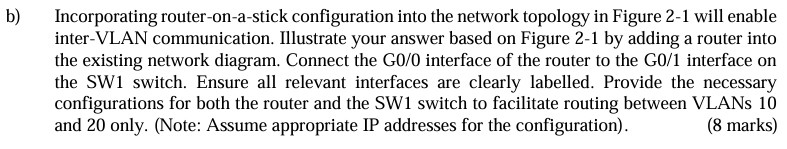 b) Incorporating router-on-a-stick configuration into the network topology in Figure 2-1 will enable
inter-VLAN communication. Illustrate your answer based on Figure 2-1 by adding a router into
the existing network diagram. Connect the G0/0 interface of the router to the G0/1 interface on
the SW1 switch. Ensure all relevant interfaces are clearly labelled. Provide the necessary
configurations for both the router and the SW1 switch to facilitate routing between VLANs 10
and 20 only. (Note: Assume appropriate IP addresses for the configuration). (8 marks)